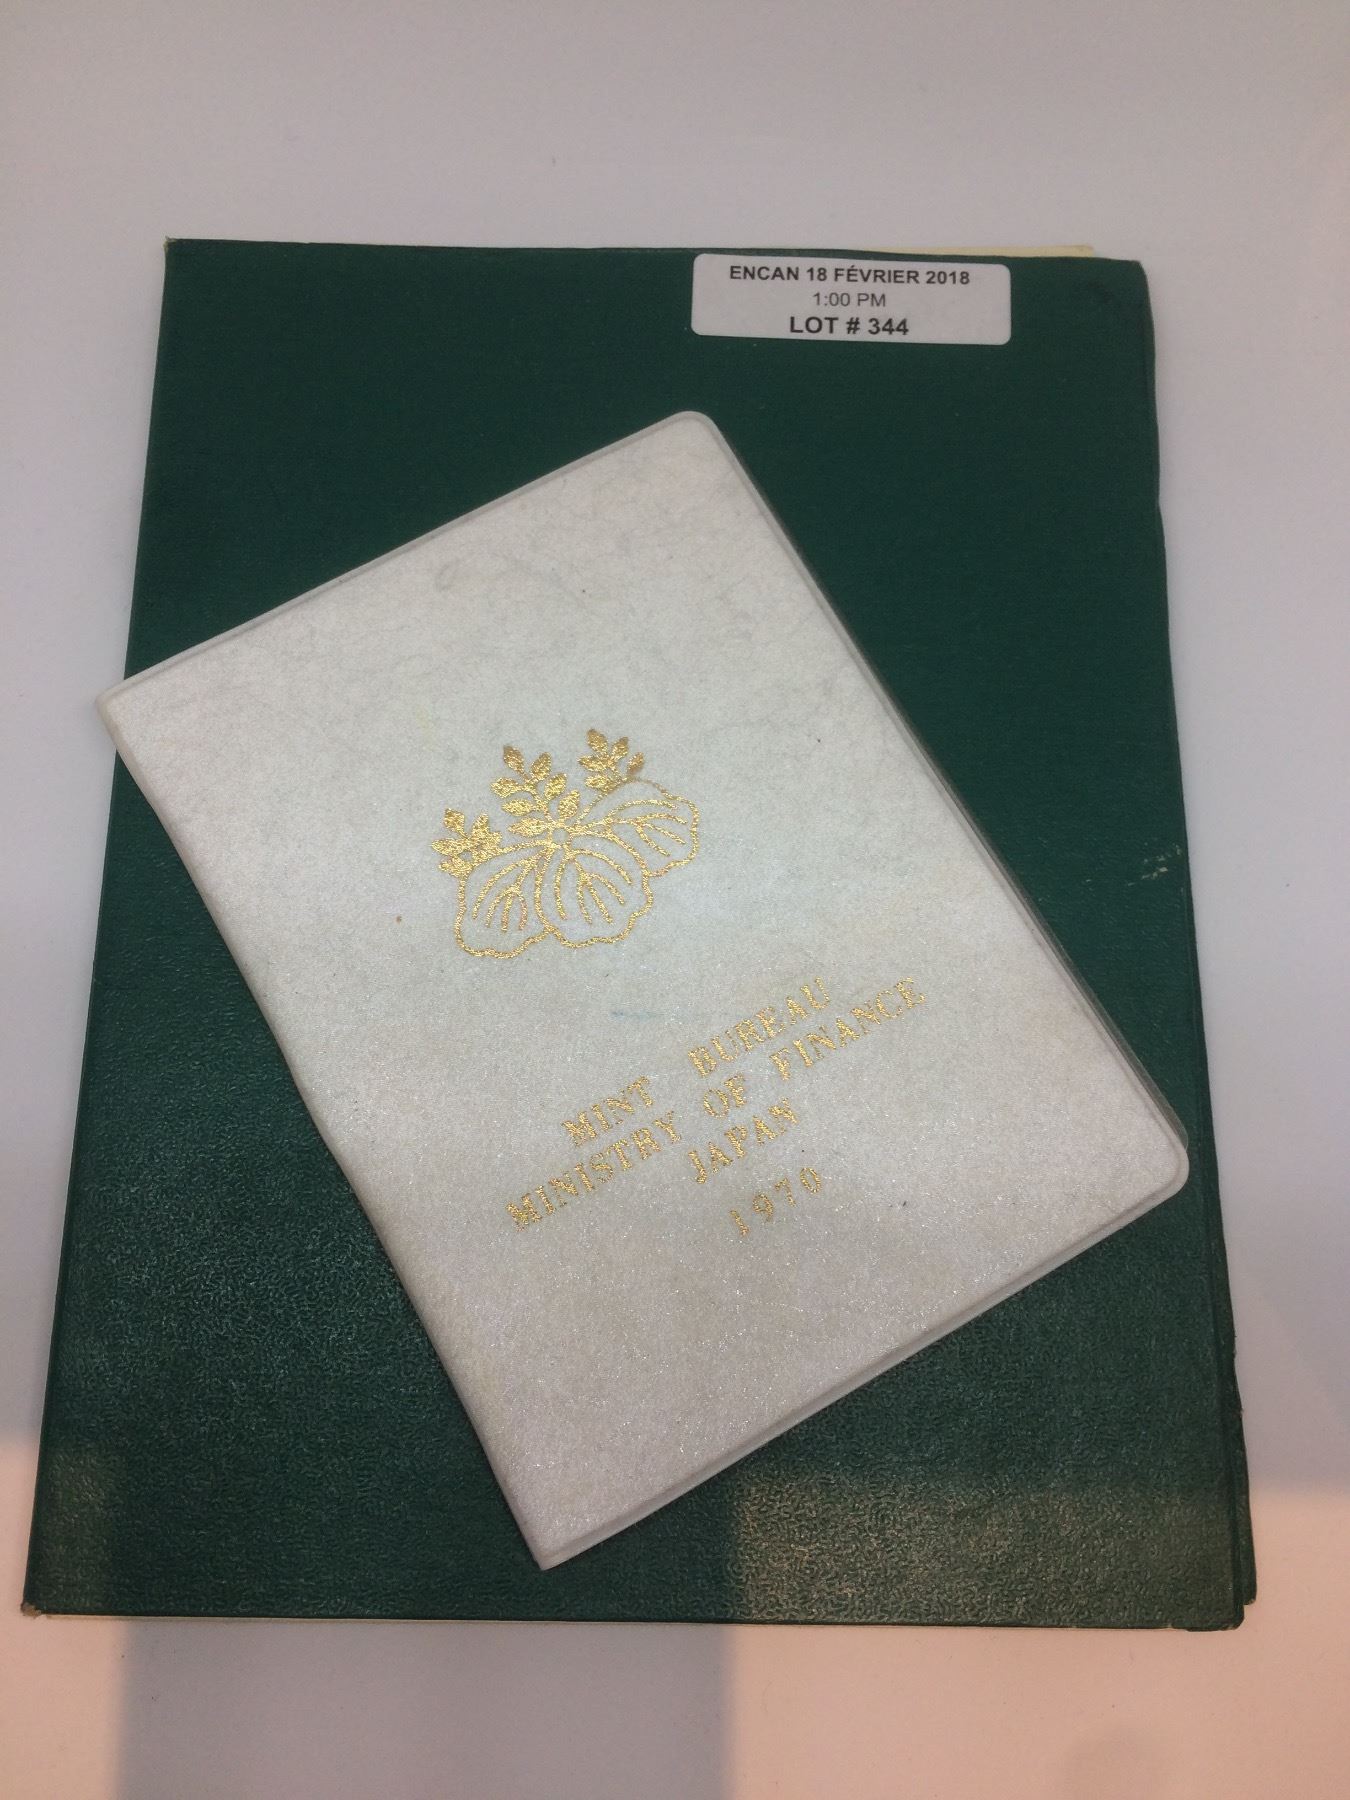 ENCAN 18 FÉVRIER 2018
1:00 PM
LOT # 344
MINT BUREAU
MINISTRY OF FINANCE
JAPAN
1970